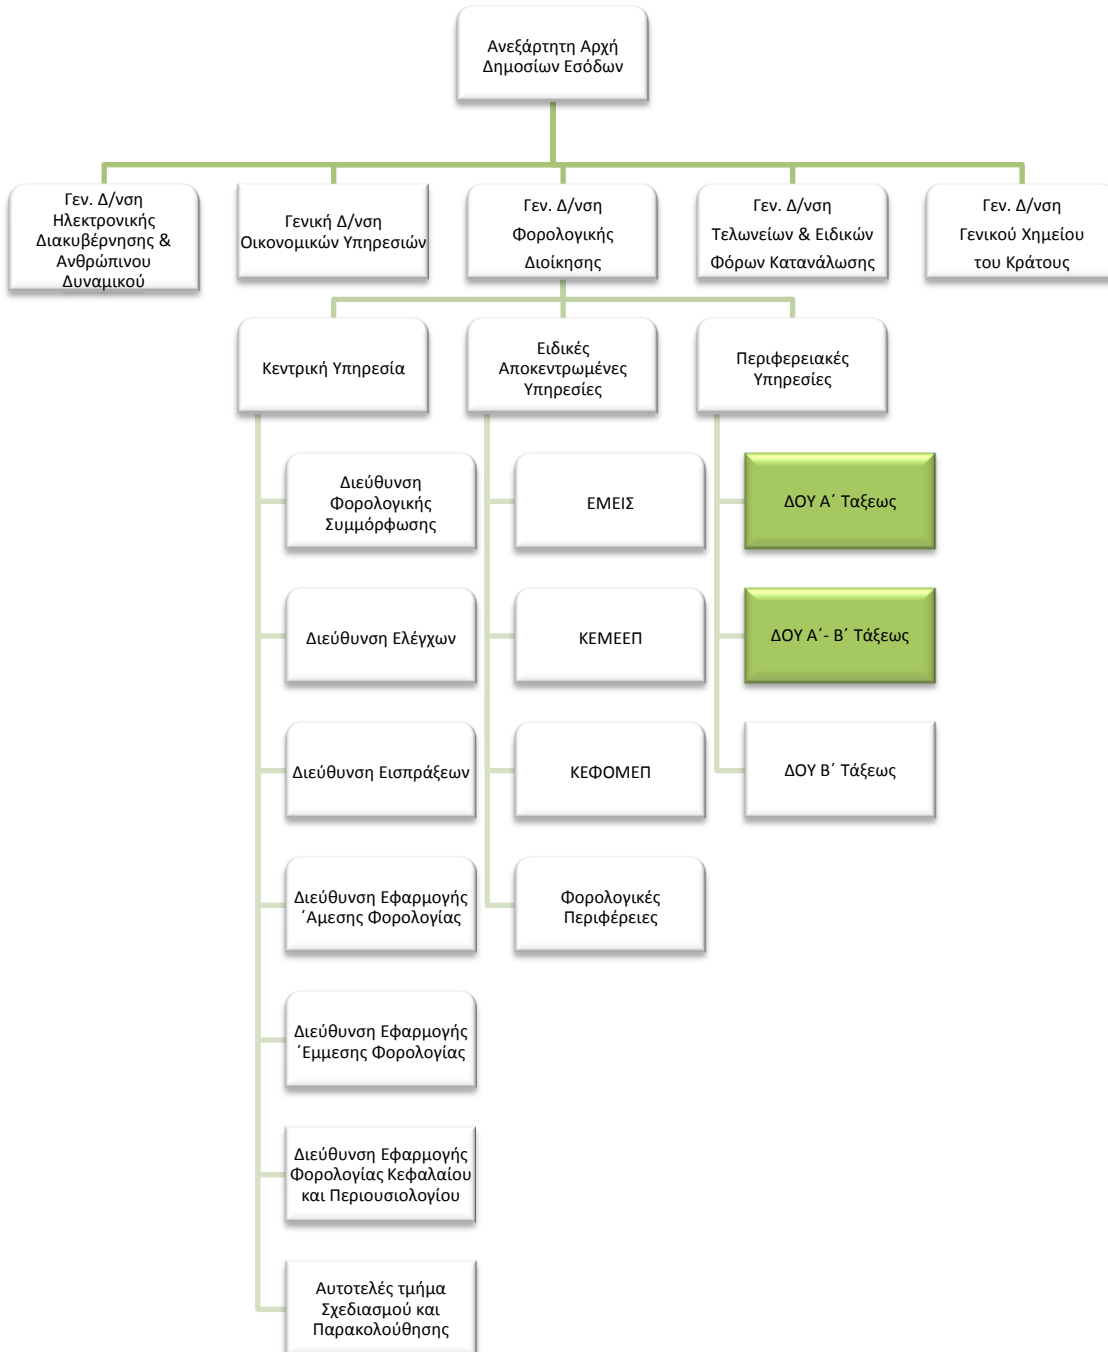 Ανεξάρτητη Αρχή
Δημοσίων Εσόδων
Γεν. Δ/νση
Ηλεκτρονικής
Διακυβέρνησης &
Ανθρώπινου
Δυναμικού
Γενική Δ/νση
Οικονομικών Υπηρεσιών
Γεν. Δ/νση
Φορολογικής
Διοίκησης
Γεν. Δ/νση
Τελωνείων & Ειδικών
Φόρων Κατανάλωσης
Γεν. Δ/νση
Γενικού Χημείου
του Κράτους
Κεντρική Υπηρεσία
Ειδικές
Αποκεντρωμένες
Υπηρεσίες
Περιφερειακές
Υπηρεσίες
Διεύθυνση
Φορολογικής
Συμμόρφωσης
Διεύθυνση Ελέγχων
Διεύθυνση Εισπράξεων
Διεύθυνση Εφαρμογής
΄Αμεσης Φορολογίας
Διεύθυνση Εφαρμογής
΄Εμμεσης Φορολογίας
Διεύθυνση Εφαρμογής
Φορολογίας Κεφαλαίου
και Περιουσιολογίου
Αυτοτελές τμήμα
Σχεδιασμού και
Παρακολούθησης
ΕΜΕΙΣ
ΚΕΜΕΕΠ
ΚΕΦΟΜΕΠ
Φορολογικές
Περιφέρειες
ΔΟΥ Α΄ Ταξεως
ΔΟΥ Α΄- Β΄ Τάξεως
ΔΟΥ Β΄ Τάξεως